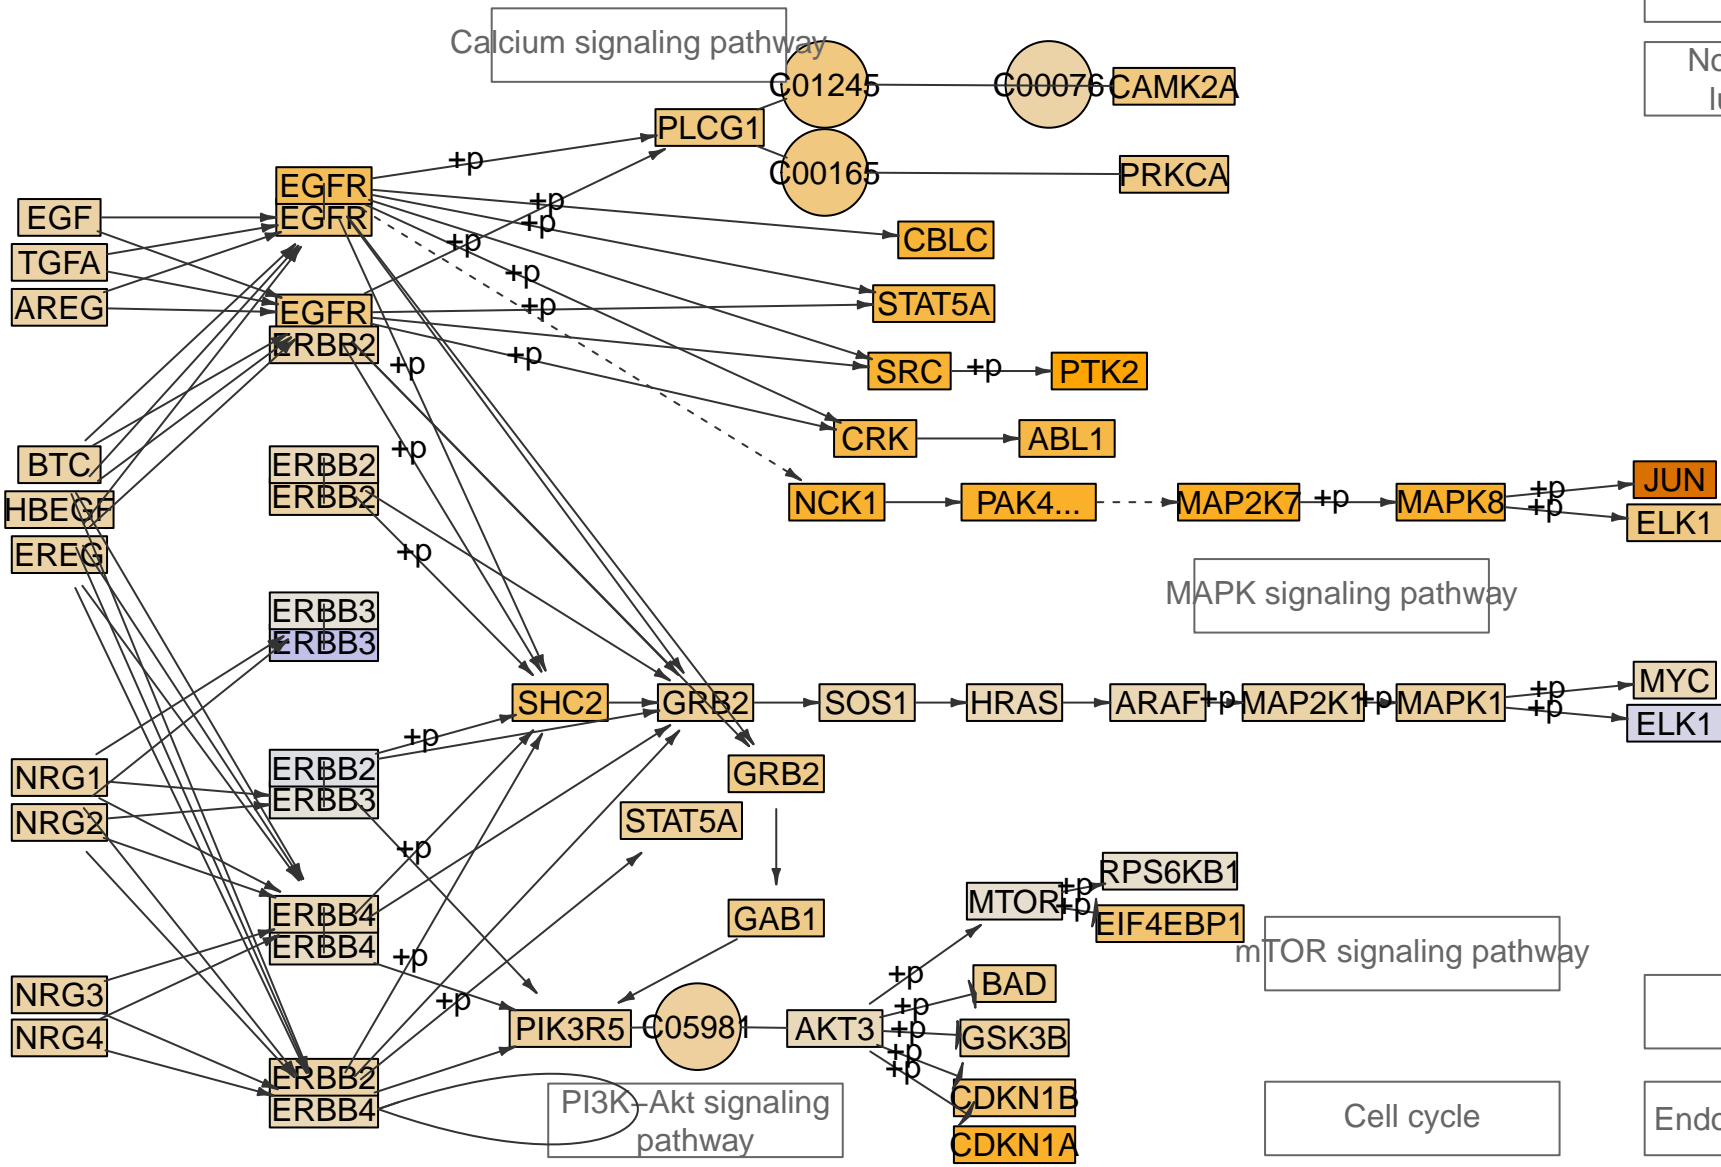 Calcium signaling pathway
C01245
C00076
CAMK2A
No
lu
PLCG1
C00165
PRKCA
+p
EGFR
EGFR
EGF
TGFA
AREG
+p
+p
+p
CBLC
+p
EGFR
ERBB2
+p
STAT5A
+p
+p
SRC
+p
PTK2
CRK
ABL1
BTC
HBEGF
EREG
ERBB2
ERBB2
+p
NCK1
PAK4...
MAP2K7
+p
MAPK8
+p
+p
JUN
ELK1
+p
MAPK signaling pathway
ERBB3
ERBB3
SHC2
GRB2
SOS1
HRAS
ARAF
+p
MAP2K1
+p
MAPK1
+p
+p
MYC
ELK1
+p
NRG1
NRG2
ERBB2
ERBB3
GRB2
STAT5A
+p
ERBB4
ERBB4
GAB1
MTOR
+p
+p
RPS6KB1
EIF4EBP1
mTOR signaling pathway
+p
+p
NRG3
NRG4
+p
PIK3R5
C05981
AKT3
+p
+p
+p
+p
BAD
GSK3B
ERBB2
ERBB4
PI3K–Akt signaling
pathway
CDKN1B
CDKN1A
Cell cycle
Endo